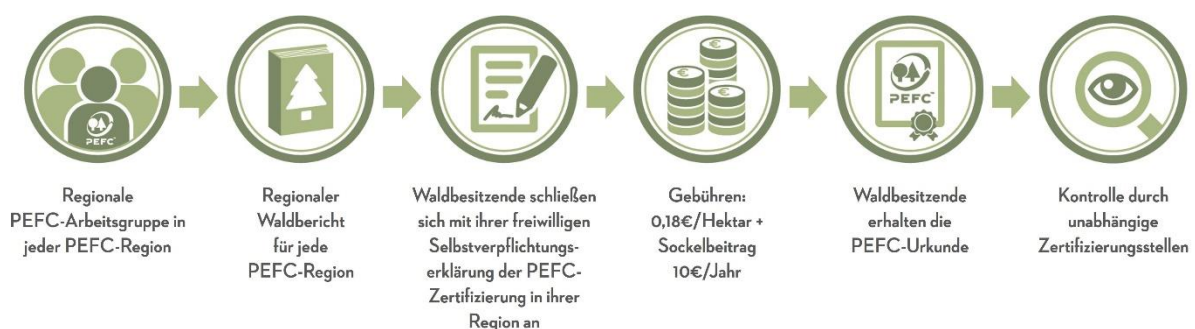 PEFC
Regionale
PEFC-Arbeitsgruppe in
jeder PEFC-Region
Regionaler
Waldbericht
für jede
PEFC-Region
Waldbesitzende schließen
sich mit ihrer freiwilligen
Selbstverpflichtungs-
erklärung der PEFC-
Zertifizierung in ihrer
Region an
€
€
€
Gebühren:
0,18€/Hektar +
Sockelbeitrag
10€/Jahr
PEFC™
Waldbesitzende
erhalten die
PEFC-Urkunde
Kontrolle durch
unabhängige
Zertifizierungsstellen